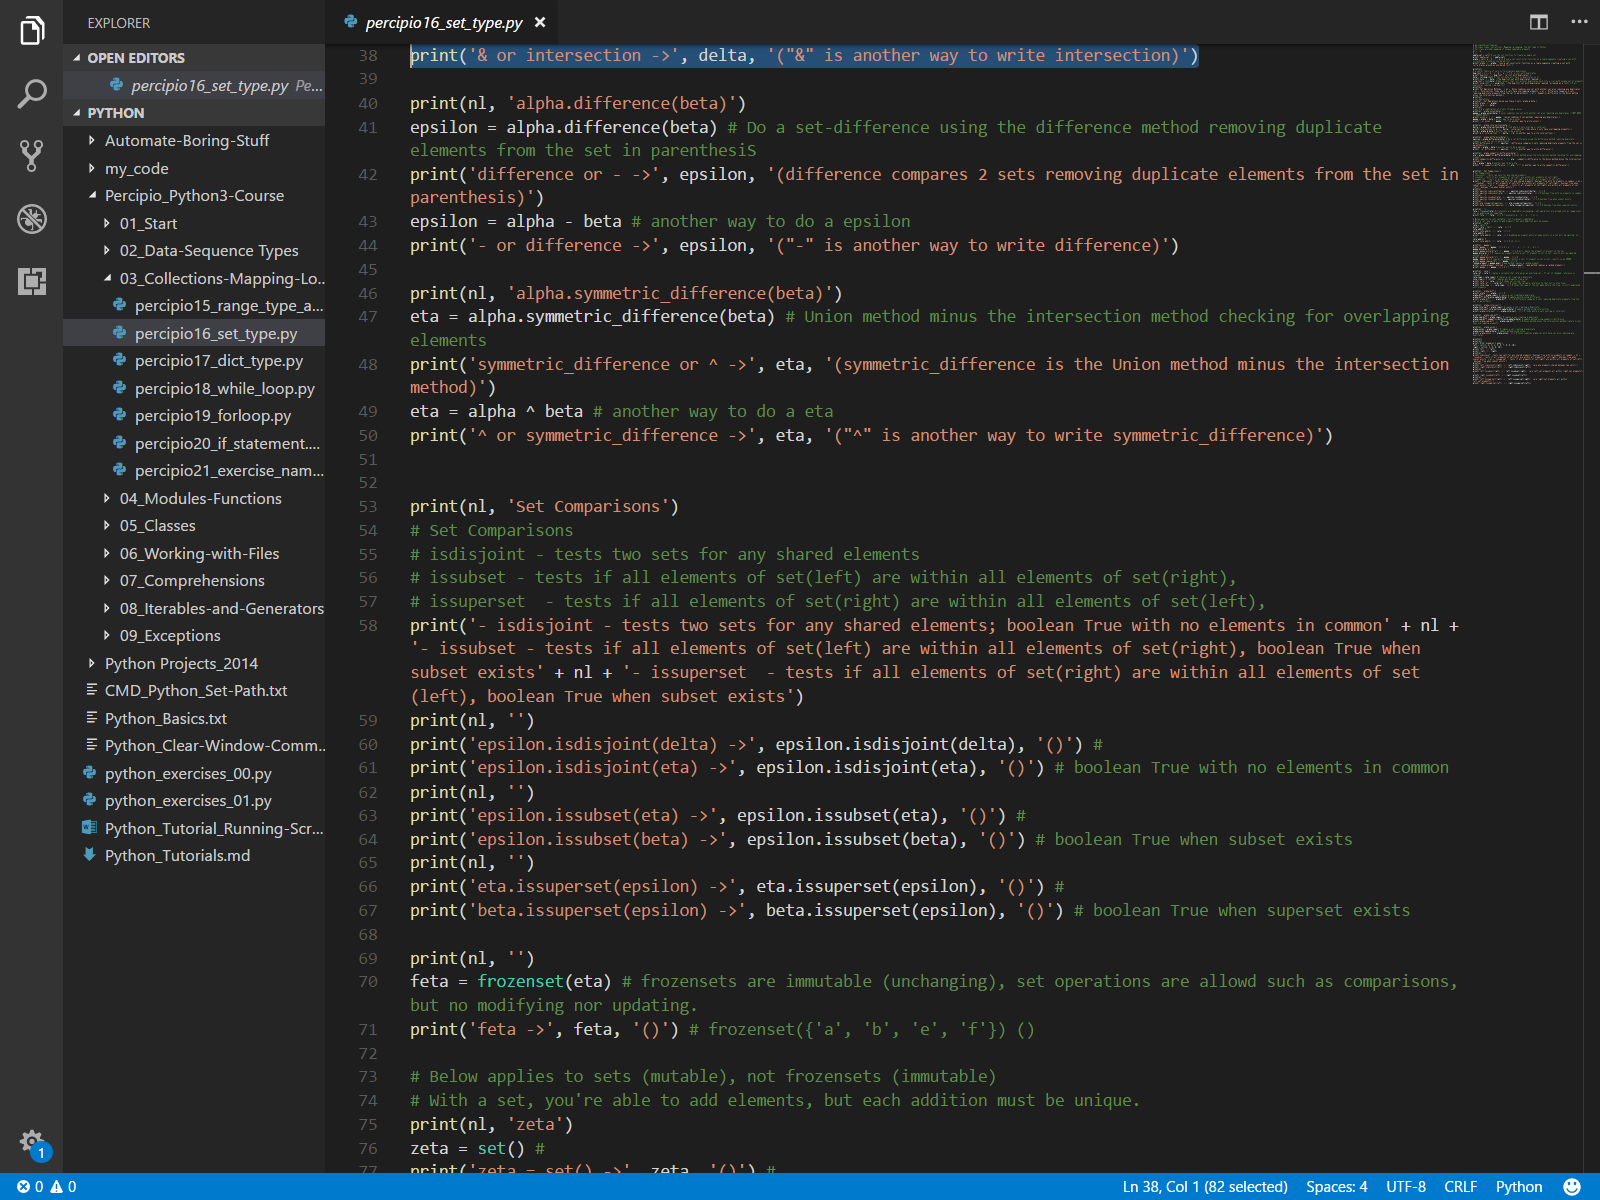 EXPLORER
OPEN EDITORS
percipio16_set_type.py Pe...
PYTHON
Automate-Boring-Stuff
my_code
Percipio_Python3-Course
01_Start
02_Data-Sequence Types
03_Collections-Mapping-Lo...
percipio15_range_type_a...
percipio16_set_type.py
percipio17_dict_type.py
percipio18_while_loop.py
percipio19_forloop.py
percipio20_if_statement....
percipio21_exercise_nam...
04_Modules-Functions
05_Classes
06_Working-with-Files
07_Comprehensions
08_Iterables-and-Generators
09_Exceptions
Python Projects_2014
CMD_Python_Set-Path.txt
Python_Basics.txt
Python_Clear-Window-Comm...
python_exercises_00.py
python_exercises_01.py
Python_Tutorial_Running-Scr...
Python_Tutorials.md
1
percipio16_set_type.py ×
38 print('& or intersection ->', delta, '("&" is another way to write intersection)')
39
40 print(nl, 'alpha.difference(beta)')
41 epsilon = alpha.difference(beta) # Do a set-difference using the difference method removing duplicate
elements from the set in parenthesiS
42 print('difference or - ->', epsilon, '(difference compares 2 sets removing duplicate elements from the set in
parenthesis)')
43 epsilon = alpha - beta # another way to do a epsilon
44 print('- or difference ->', epsilon, '("-" is another way to write difference)')
45
46 print(nl, 'alpha.symmetric_difference(beta)')
47 eta = alpha.symmetric_difference(beta) # Union method minus the intersection method checking for overlapping
elements
48 print('symmetric_difference or ^ ->', eta, '(symmetric_difference is the Union method minus the intersection
method)')
49 eta = alpha ^ beta # another way to do a eta
50 print('^ or symmetric_difference ->', eta, '("^" is another way to write symmetric_difference)')
51
52
53 print(nl, 'Set Comparisons')
54 # Set Comparisons
55 # isdisjoint - tests two sets for any shared elements
56 # issubset - tests if all elements of set(left) are within all elements of set(right),
57 # issuperset  - tests if all elements of set(right) are within all elements of set(left),
58 print('- isdisjoint - tests two sets for any shared elements; boolean True with no elements in common' + nl +
'- issubset - tests if all elements of set(left) are within all elements of set(right), boolean True when
subset exists' + nl + '- issuperset  - tests if all elements of set(right) are within all elements of set
(left), boolean True when subset exists')
59 print(nl, '')
60 print('epsilon.isdisjoint(delta) ->', epsilon.isdisjoint(delta), '()') #
61 print('epsilon.isdisjoint(eta) ->', epsilon.isdisjoint(eta), '()') # boolean True with no elements in common
62 print(nl, '')
63 print('epsilon.issubset(eta) ->', epsilon.issubset(eta), '()') #
64 print('epsilon.issubset(beta) ->', epsilon.issubset(beta), '()') # boolean True when subset exists
65 print(nl, '')
66 print('eta.issuperset(epsilon) ->', eta.issuperset(epsilon), '()') #
67 print('beta.issuperset(epsilon) ->', beta.issuperset(epsilon), '()') # boolean True when superset exists
68
69 print(nl, '')
70 feta = frozenset(eta) # frozensets are immutable (unchanging), set operations are allowd such as comparisons,
but no modifying nor updating.
71 print('feta ->', feta, '()') # frozenset({'a', 'b', 'e', 'f'}) ()
72
73 # Below applies to sets (mutable), not frozensets (immutable)
74 # With a set, you're able to add elements, but each addition must be unique.
75 print(nl, 'zeta')
76 zeta = set() #
77 print('zeta = set() ->', zeta, '()') #
0 0
Ln 38, Col 1 (82 selected) Spaces: 4 UTF-8 CRLF Python